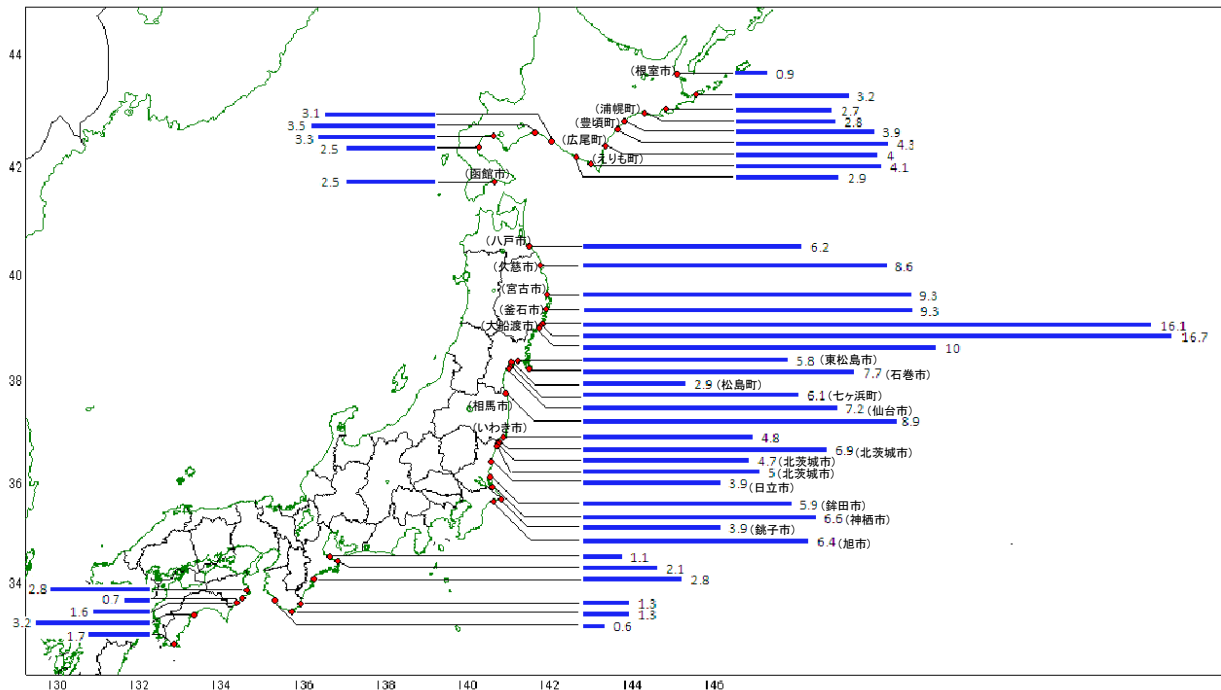 44
(根室市)
0.9
3.2
(浦幌町)
2.7
3.1
(豊頃町)
2.8
3.5
3.9
3.3
(広尾町)
4.3
2.5
4
42
(えりも町)
4.1
(函館市)
2.9
2.5
(八戸市)
6.2
40
(久慈市)
8.6
(宮古市)
9.3
(釜石市)
9.3
(大船渡市)
16.1
16.7
10
5.8(東松島市)
38
7.7(石巻市)
2.9(松島町)
6.1(七ヶ浜町)
(相馬市)
7.2(仙台市)
8.9
(いわき市)
4.8
6.9(北茨城市)
4.7(北茨城市)
5(北茨城市)
36
3.9(日立市)
5.9(鉾田市)
6.6(神栖市)
3.9(銚子市)
6.4(旭市)
1.1
2.1
34
2.8
2.8
0.7
1.3
1.6
1.3
3.2
0.6
1.7
130 132 134 136 138 140 142 144 146